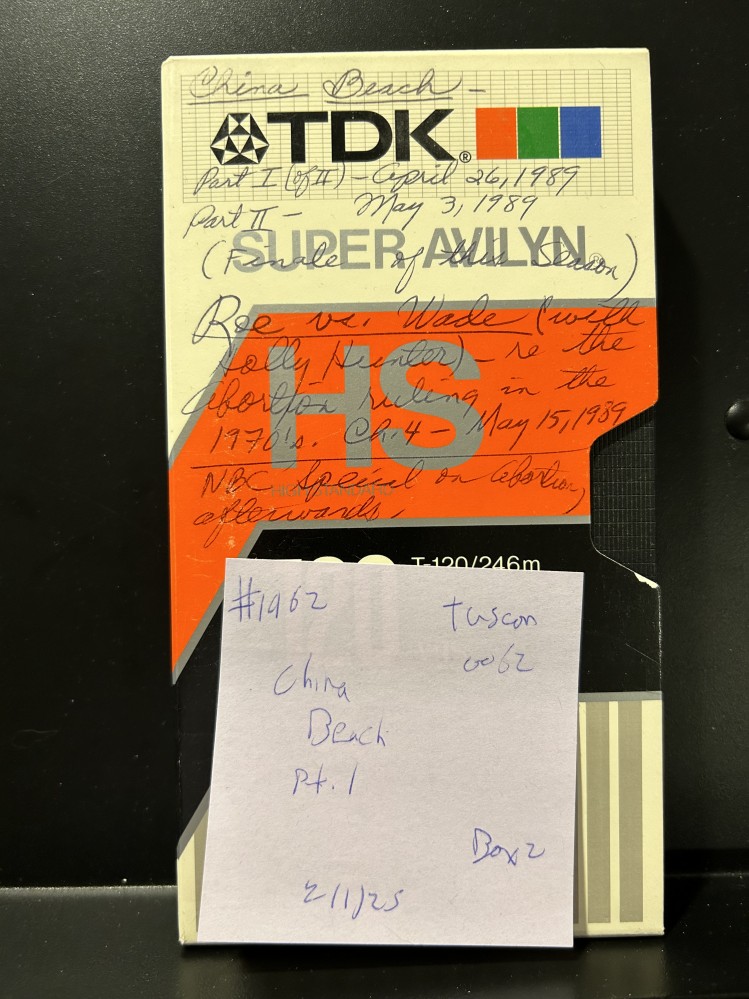 China Beach -
TDK®
Part I (of II) - April 26, 1989
Part II - May 3, 1989
SUPER AVILYN®
(Finale of this Season)
Roe vs. Wade (with
Holly Hunter) - re the
abortion ruling in the
HS
1970's. Ch. 4 - May 15, 1989
NBC Special on abortion,
HIGH STANDARD
afterwards.
T-120/246m
#1962 tuscon
0062
China
Beach
Pt. 1
Box 2
2/1/25